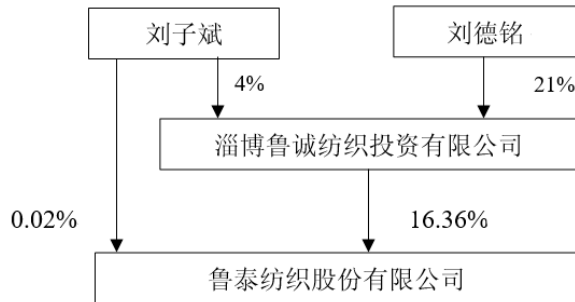 刘子斌
刘德铭
4%
21%
淄博鲁诚纺织投资有限公司
0.02%
16.36%
鲁泰纺织股份有限公司